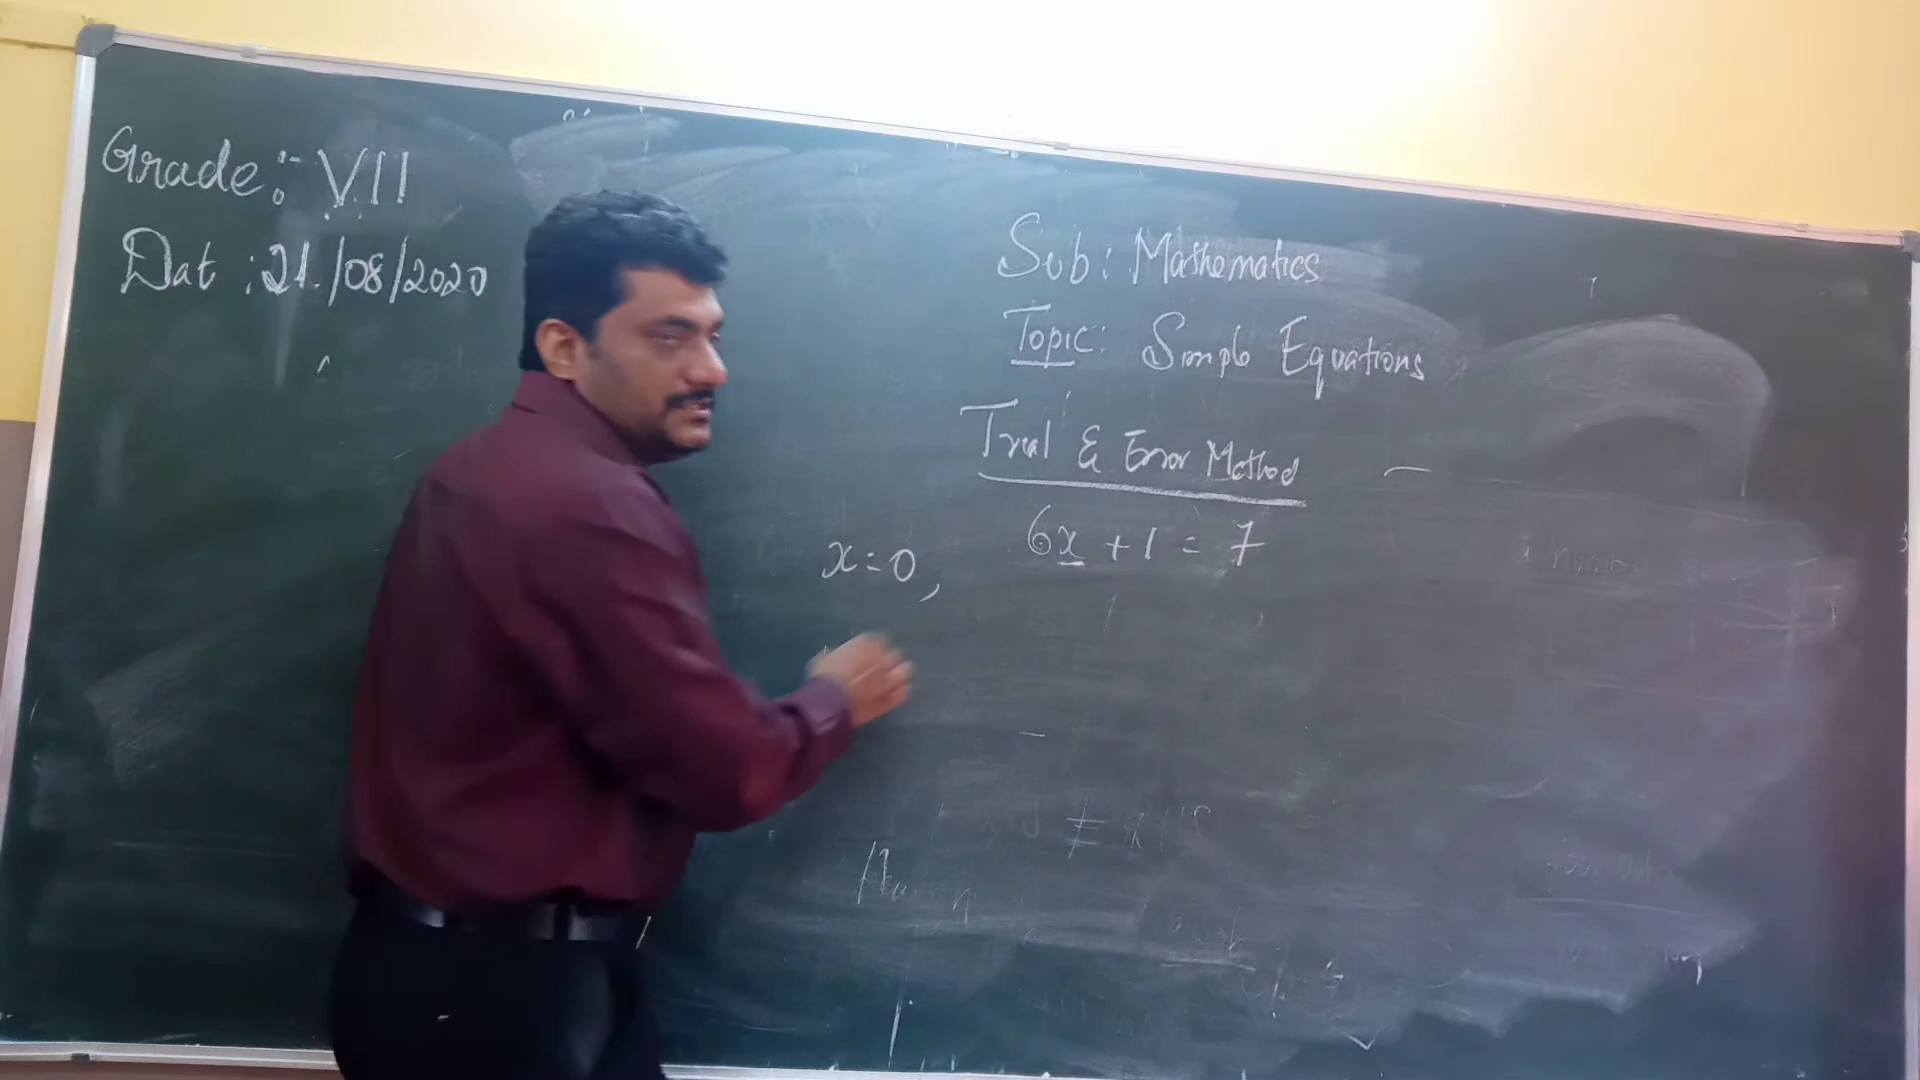 Grade : VII
Dat : 21/08/2020
Sub: Mathematics
Topic: Simple Equations
Trial & Error Method
6x + 1 = 7
x = 0,